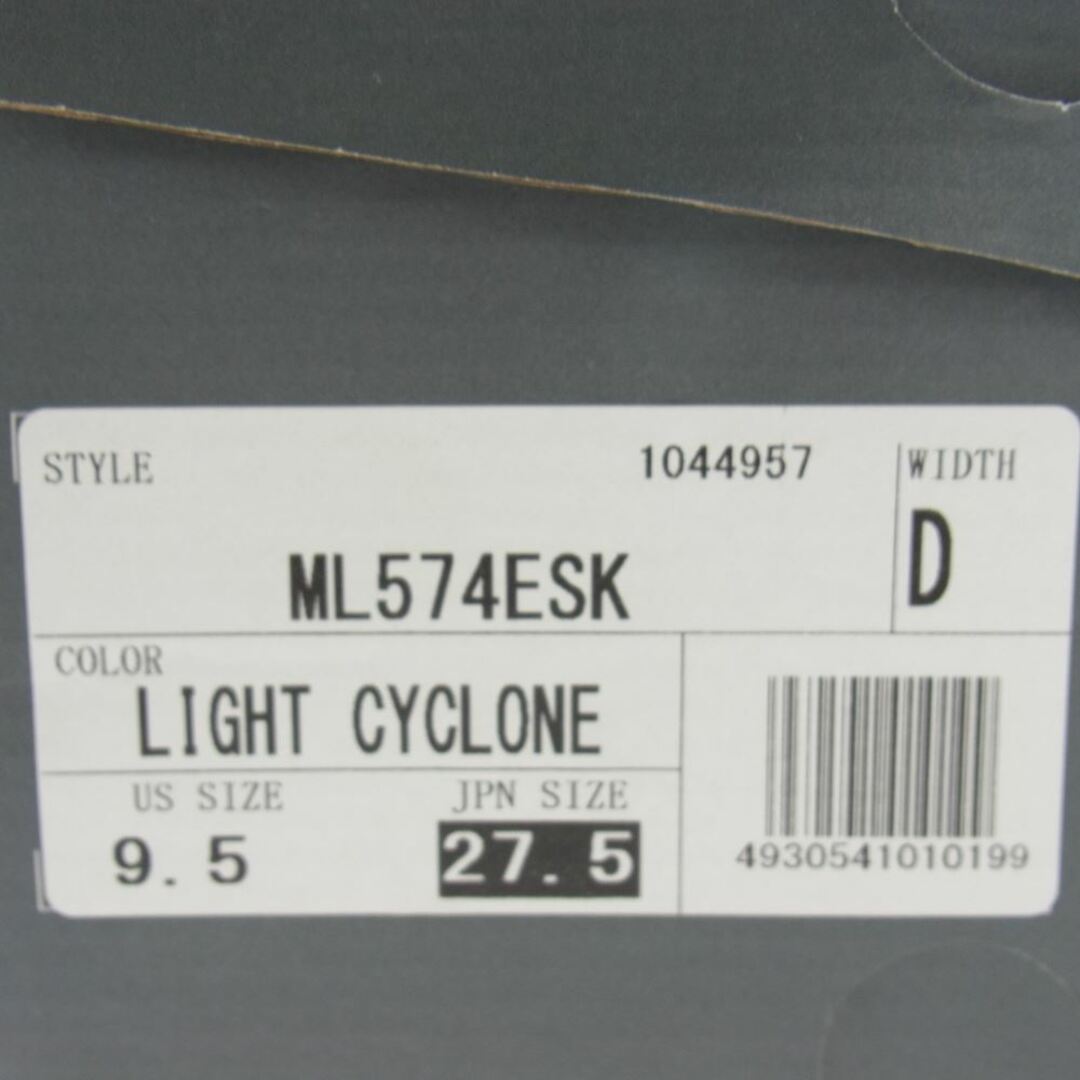 STYLE 1044957 WIDTH
ML574ESK D
COLOR
LIGHT CYCLONE
US SIZE JPN SIZE
9.5 27.5
4930541010199